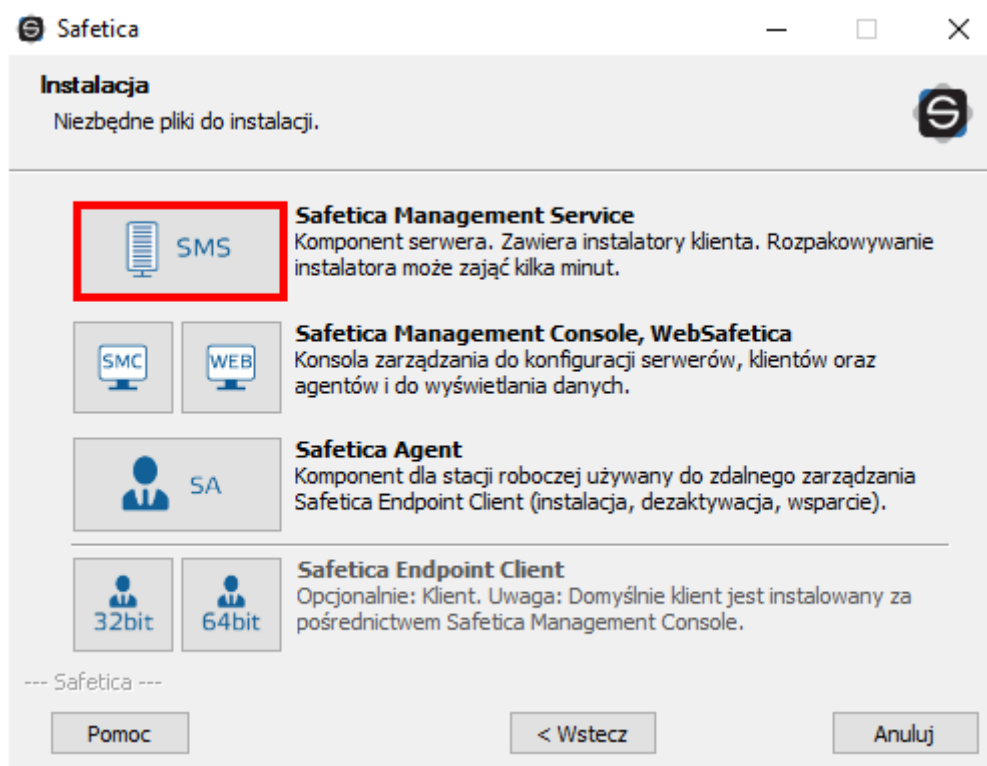 Safetica
Instalacja
Niezbędne pliki do instalacji.
SMS
Safetica Management Service
Komponent serwera. Zawiera instalatory klienta. Rozpakowywanie
instalatora może zająć kilka minut.
SMC
WEB
Safetica Management Console, WebSafetica
Konsola zarządzania do konfiguracji serwerów, klientów oraz
agentów i do wyświetlania danych.
SA
Safetica Agent
Komponent dla stacji roboczej używany do zdalnego zarządzania
Safetica Endpoint Client (instalacja, dezaktywacja, wsparcie).
32bit
64bit
Safetica Endpoint Client
Opcjonalnie: Klient. Uwaga: Domyślnie klient jest instalowany za
pośrednictwem Safetica Management Console.
--- Safetica ---
Pomoc
< Wstecz
Anuluj